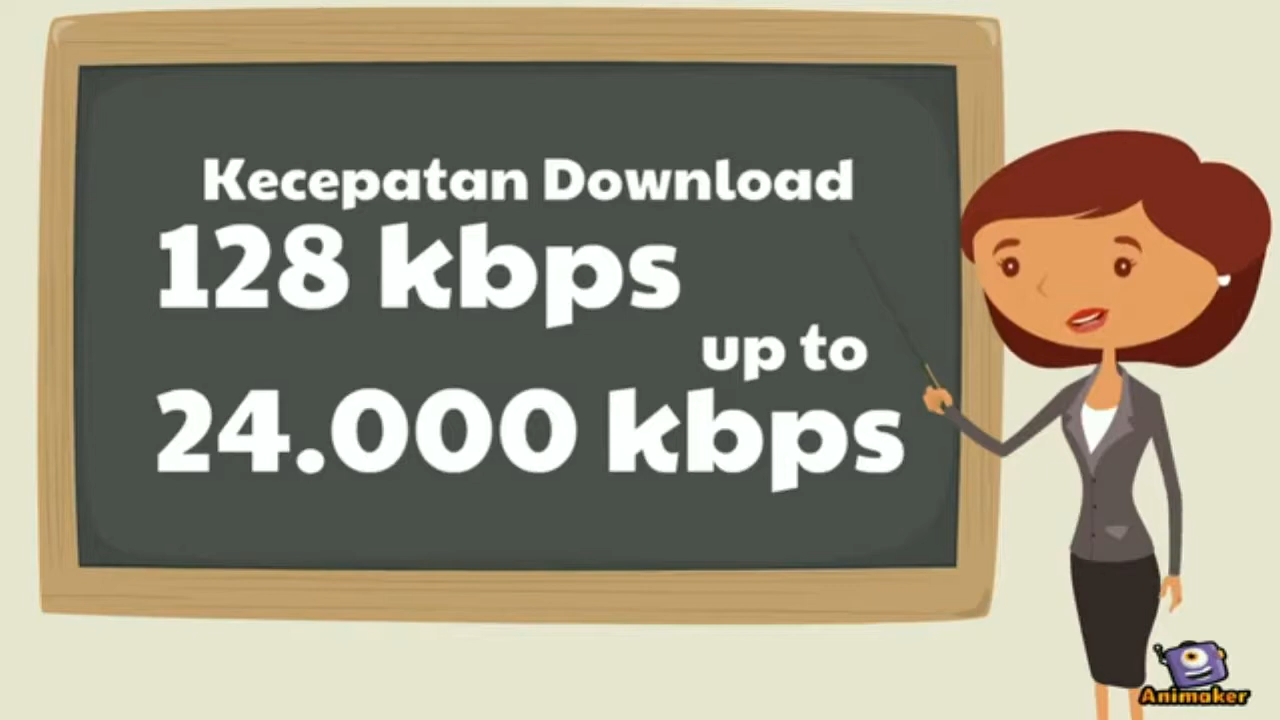 Kecepatan Download
128 kbps
up to
24.000 kbps
Animaker